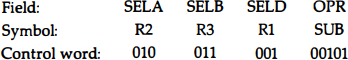 Field: SELA SELB SELD OPR
Symbol: R2 R3 R1 SUB
Control word: 010 011 001 00101